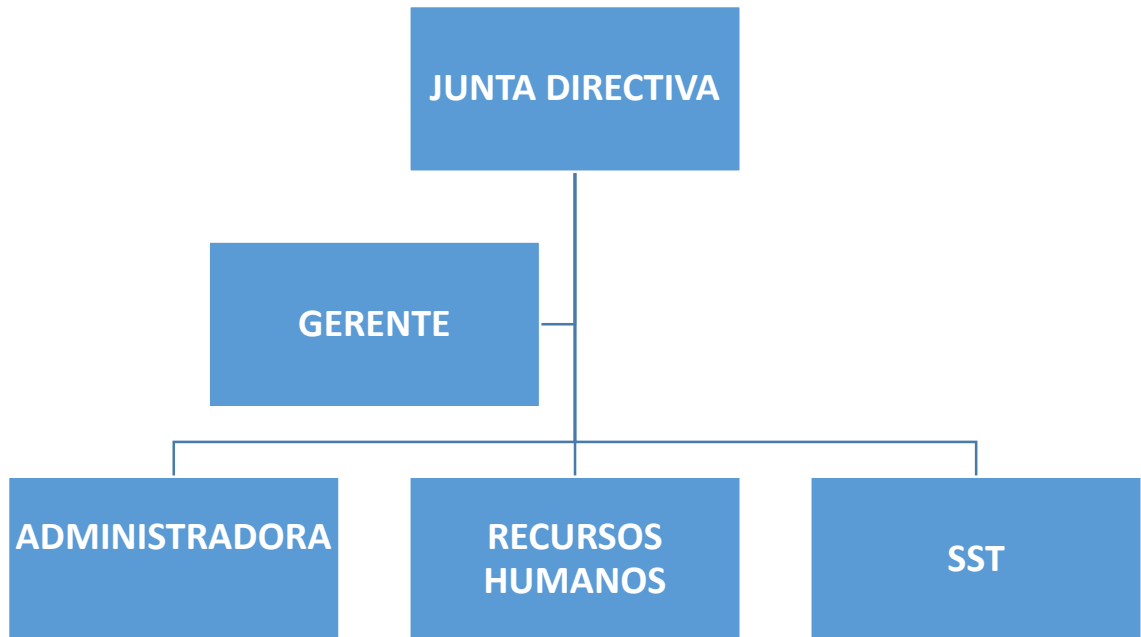 JUNTA DIRECTIVA
GERENTE
ADMINISTRADORA
RECURSOS
HUMANOS
SST